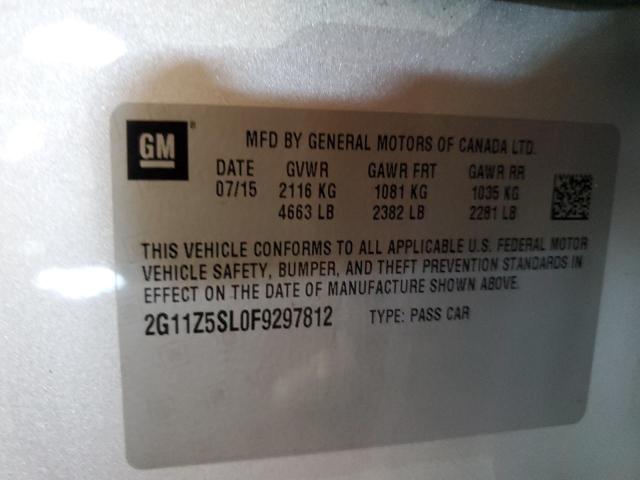 GM®
MFD BY GENERAL MOTORS OF CANADA LTD.
DATE GVWR GAWR FRT GAWR RR
07/15 2116 KG 1081 KG 1035 KG
4663 LB 2382 LB 2281 LB
THIS VEHICLE CONFORMS TO ALL APPLICABLE U.S. FEDERAL MOTOR
VEHICLE SAFETY, BUMPER, AND THEFT PREVENTION STANDARDS IN
EFFECT ON THE DATE OF MANUFACTURE SHOWN ABOVE.
2G11Z5SL0F9297812 TYPE: PASS CAR